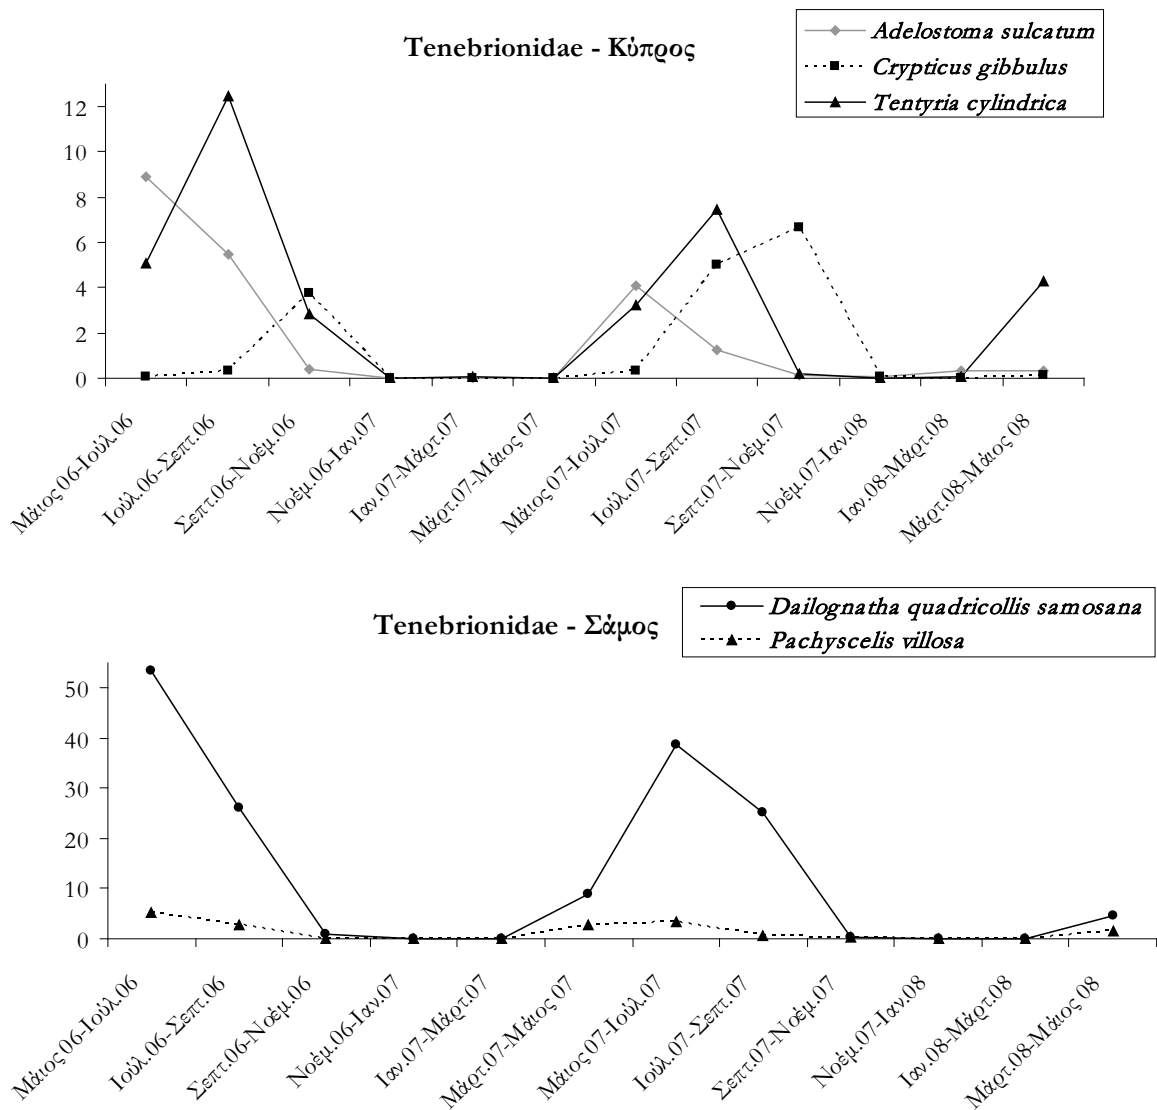 Tenebrionidae - Κύπρος
Adelostoma sulcatum
Crypticus gibbulus
Tentyria cylindrica
12
10
8
6
4
2
0
Μάιος 06-Ιούλ.06
Ιούλ.06-Σεπτ.06
Σεπτ.06-Νοέμ.06
Νοέμ.06-Ιαν.07
Ιαν.07-Μάρτ.07
Μάρτ.07-Μάιος 07
Μάιος 07-Ιούλ.07
Ιούλ.07-Σεπτ.07
Σεπτ.07-Νοέμ.07
Νοέμ.07-Ιαν.08
Ιαν.08-Μάρτ.08
Μάρτ.08-Μάιος 08
Tenebrionidae - Σάμος
Dailognatha quadricollis samosana
Pachyscelis villosa
50
40
30
20
10
0
Μάιος 06-Ιούλ.06
Ιούλ.06-Σεπτ.06
Σεπτ.06-Νοέμ.06
Νοέμ.06-Ιαν.07
Ιαν.07-Μάρτ.07
Μάρτ.07-Μάιος 07
Μάιος 07-Ιούλ.07
Ιούλ.07-Σεπτ.07
Σεπτ.07-Νοέμ.07
Νοέμ.07-Ιαν.08
Ιαν.08-Μάρτ.08
Μάρτ.08-Μάιος 08